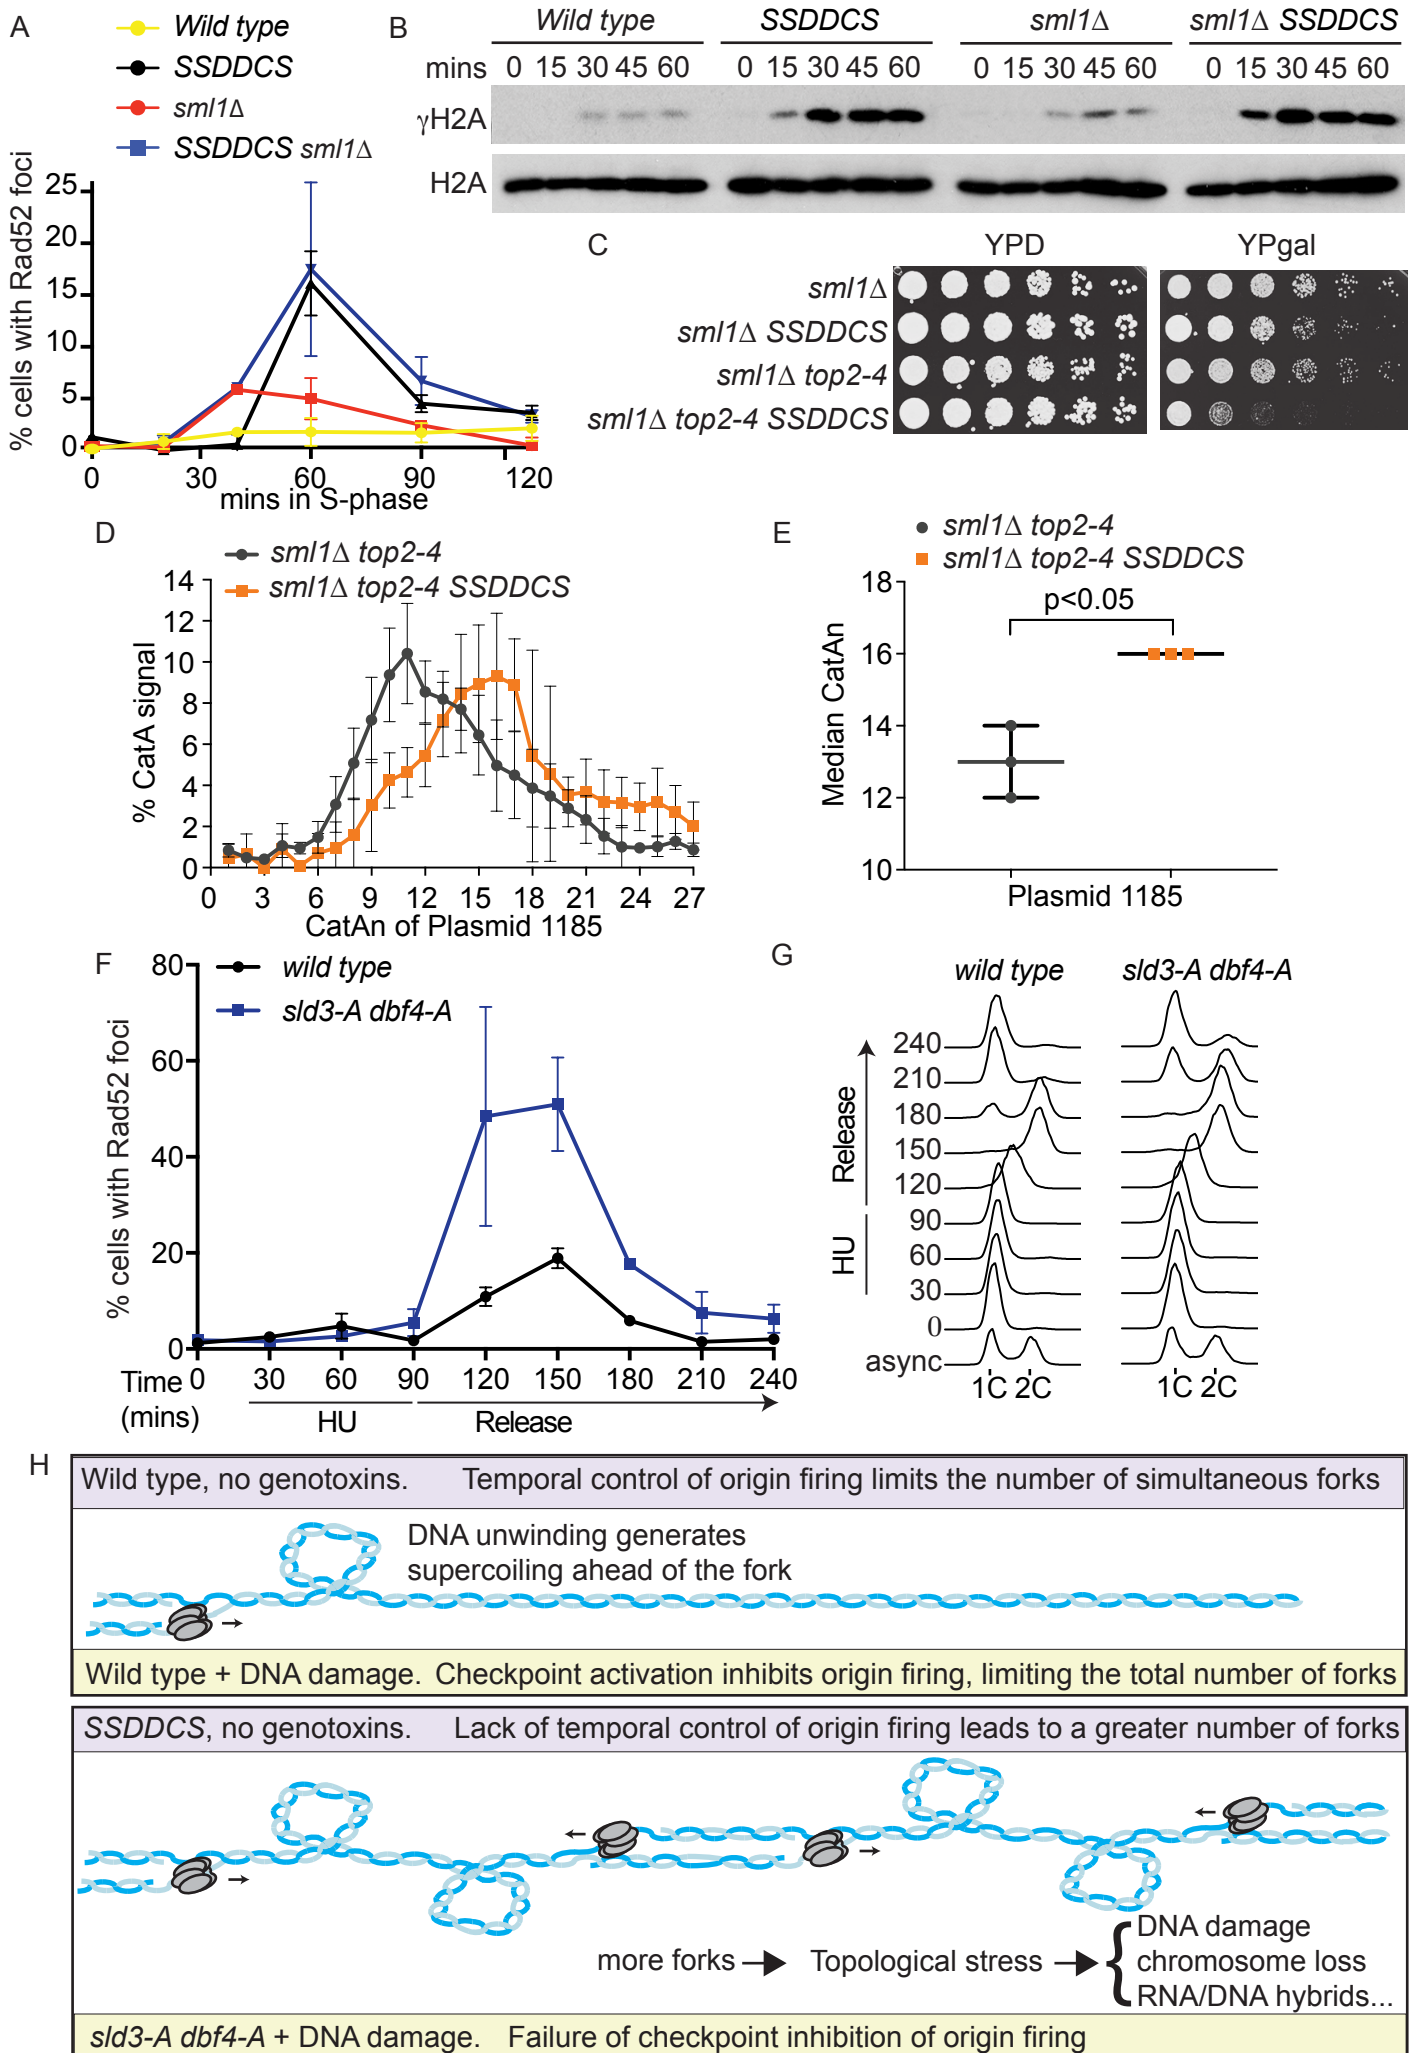 A
Wild type
SSDDCS
sml1Δ
SSDDCS sml1Δ
% cells with Rad52 foci
25
20
15
10
5
0
0 30 60 90 120
mins in S-phase
B
Wild type SSDDCS sml1Δ sml1Δ SSDDCS
mins 0 15 30 45 60 0 15 30 45 60 0 15 30 45 60 0 15 30 45 60
γH2A
H2A
C
YPD YPgal
sml1Δ
sml1Δ SSDDCS
sml1Δ top2-4
sml1Δ top2-4 SSDDCS
D
sml1Δ top2-4
sml1Δ top2-4 SSDDCS
% CatA signal
14
12
10
8
6
4
2
0
0 3 6 9 12 15 18 21 24 27
CatAn of Plasmid 1185
E
sml1Δ top2-4
sml1Δ top2-4 SSDDCS
Median CatAn
18
16
14
12
10
p<0.05
Plasmid 1185
F
wild type
sld3-A dbf4-A
% cells with Rad52 foci
80
60
40
20
0
Time (mins)
0 30 60 90 120 150 180 210 240
HU Release
G
wild type sld3-A dbf4-A
Release
HU
240
210
180
150
120
90
60
30
0
async
1C 2C 1C 2C
H
Wild type, no genotoxins. Temporal control of origin firing limits the number of simultaneous forks
DNA unwinding generates
supercoiling ahead of the fork
Wild type + DNA damage. Checkpoint activation inhibits origin firing, limiting the total number of forks
SSDDCS, no genotoxins. Lack of temporal control of origin firing leads to a greater number of forks
more forks Topological stress { DNA damage
chromosome loss
RNA/DNA hybrids...
sld3-A dbf4-A + DNA damage. Failure of checkpoint inhibition of origin firing